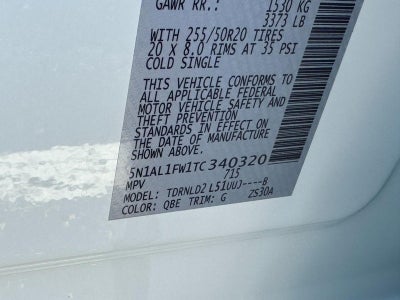 GAWR RR.: 1530 KG
3373 LB
WITH 255/50R20 TIRES
20 x 8.0 RIMS AT 35 PSI
COLD SINGLE
THIS VEHICLE CONFORMS TO
ALL APPLICABLE FEDERAL
MOTOR VEHICLE SAFETY AND
THEFT PREVENTION
STANDARDS IN EFFECT ON
THE DATE OF MANUFACTURE
SHOWN ABOVE.
5N1AL1FW1TC340320
MPV 715
MODEL: TDRNLD2 L51UUJ----B
COLOR: QBE TRIM: G ZS30A